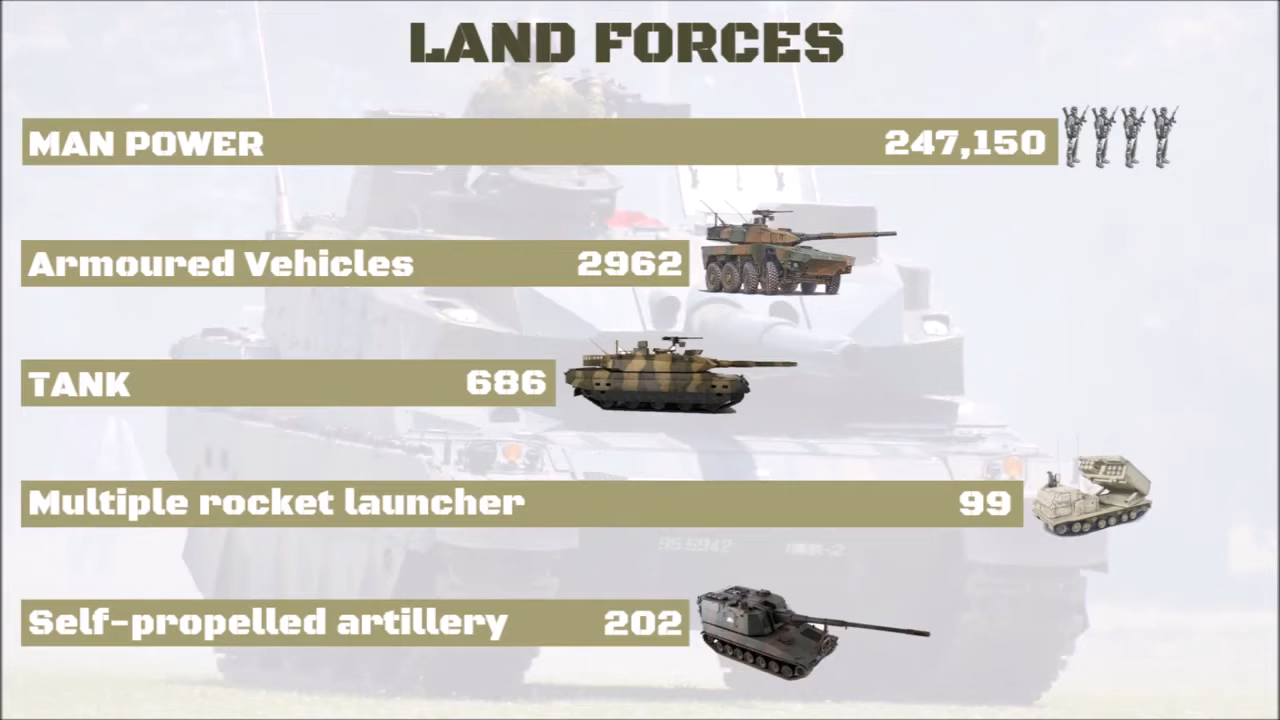 LAND FORCES
MAN POWER 247,150
Armoured Vehicles 2962
TANK 686
Multiple rocket launcher 99
Self-propelled artillery 202